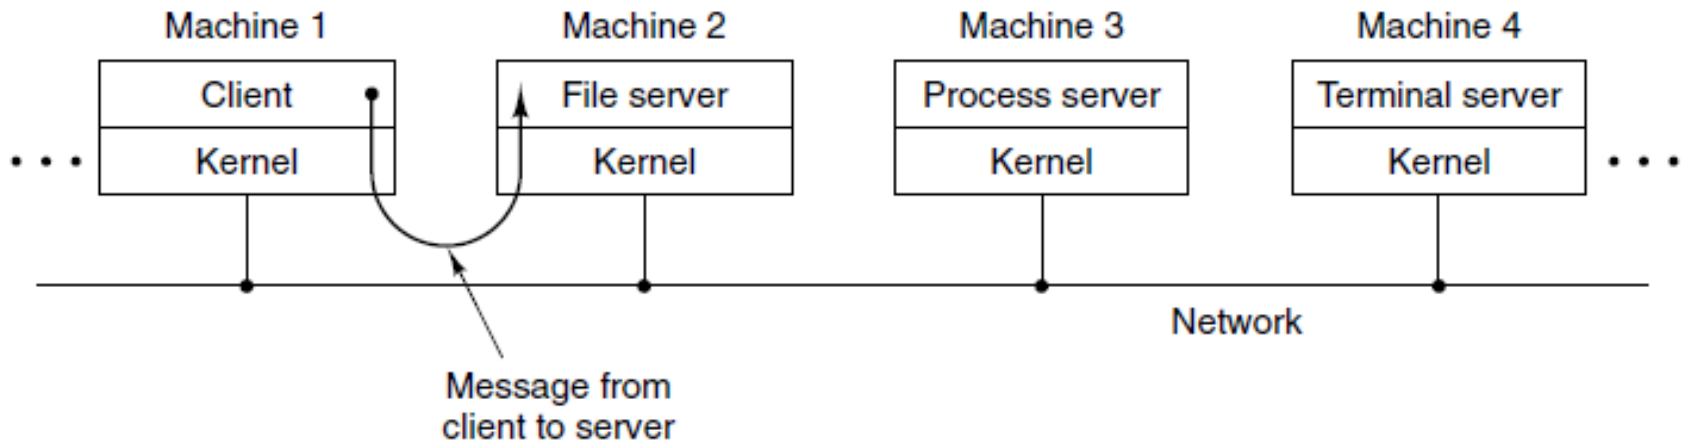 Machine 1
Machine 2
Machine 3
Machine 4
Client
File server
Process server
Terminal server
Kernel
Kernel
Kernel
Kernel
Network
Message from
client to server